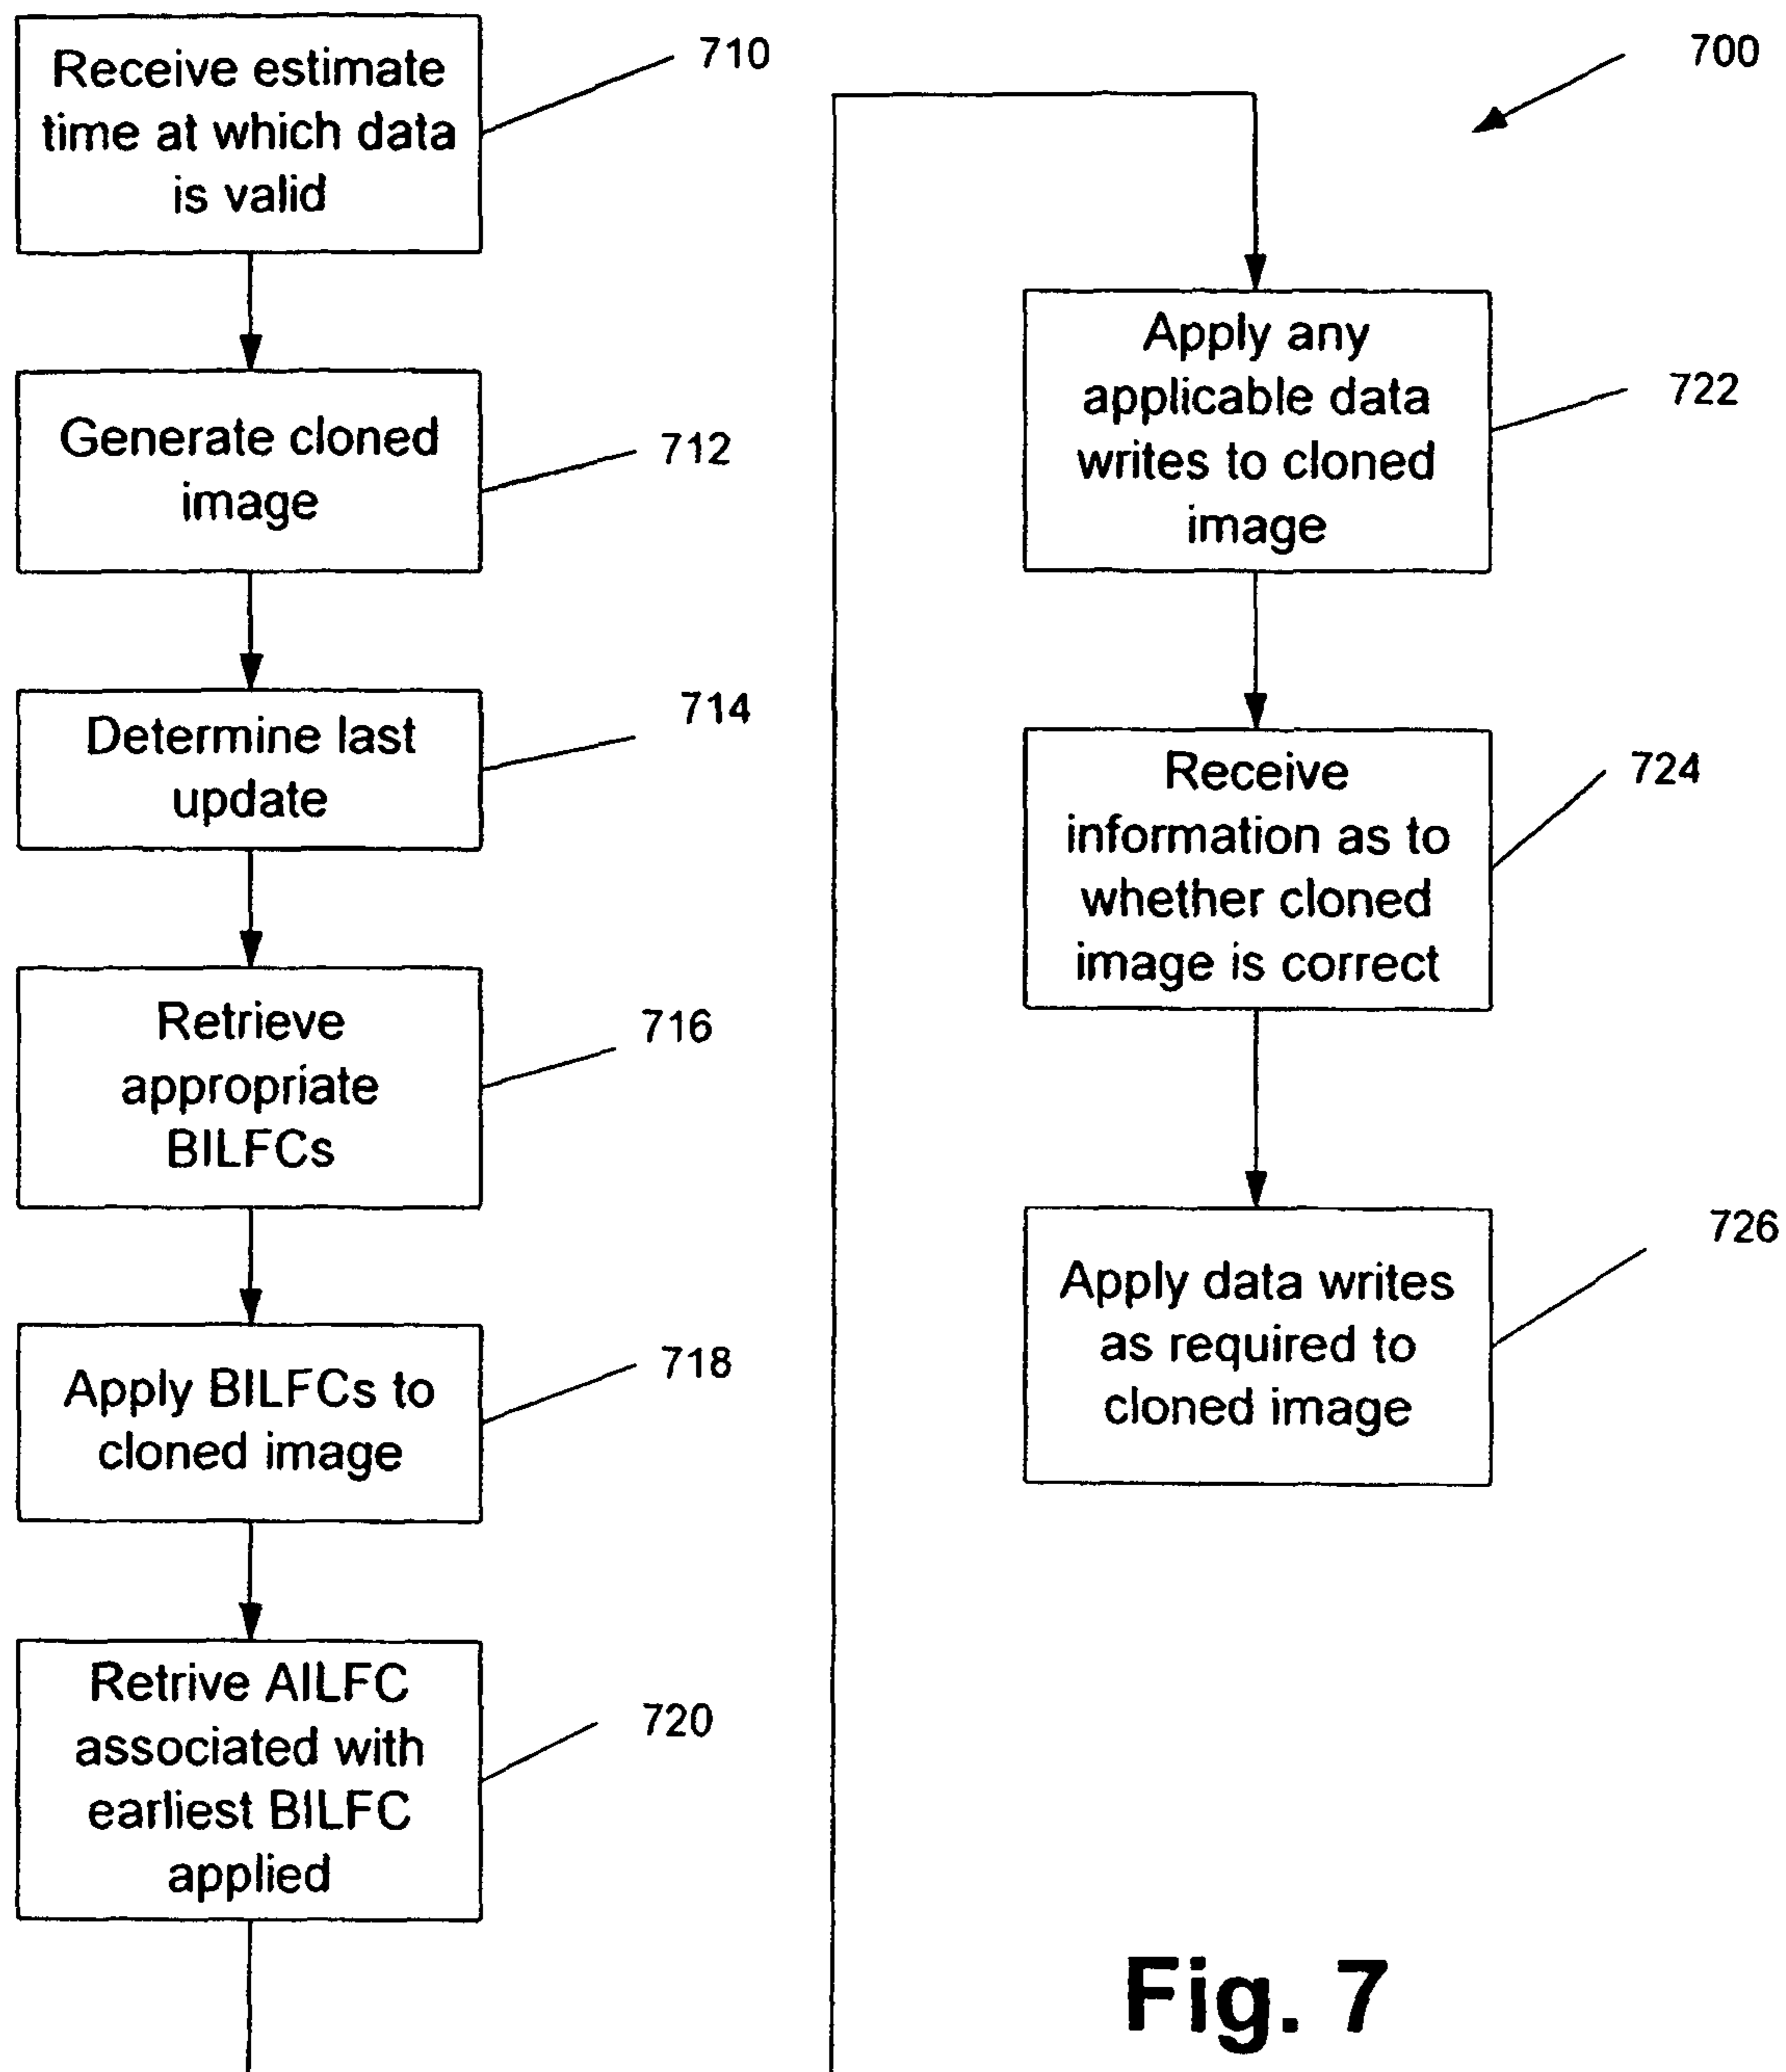 Receive estimate
time at which data
is valid
710
Generate cloned
image
712
Determine last
update
714
Retrieve
appropriate
BILFCs
716
Apply BILFCs to
cloned image
718
Retrive AILFC
associated with
earliest BILFC
applied
720
700
Apply any
applicable data
writes to cloned
image
722
Receive
information as to
whether cloned
image is correct
724
Apply data writes
as required to
cloned image
726
Fig. 7